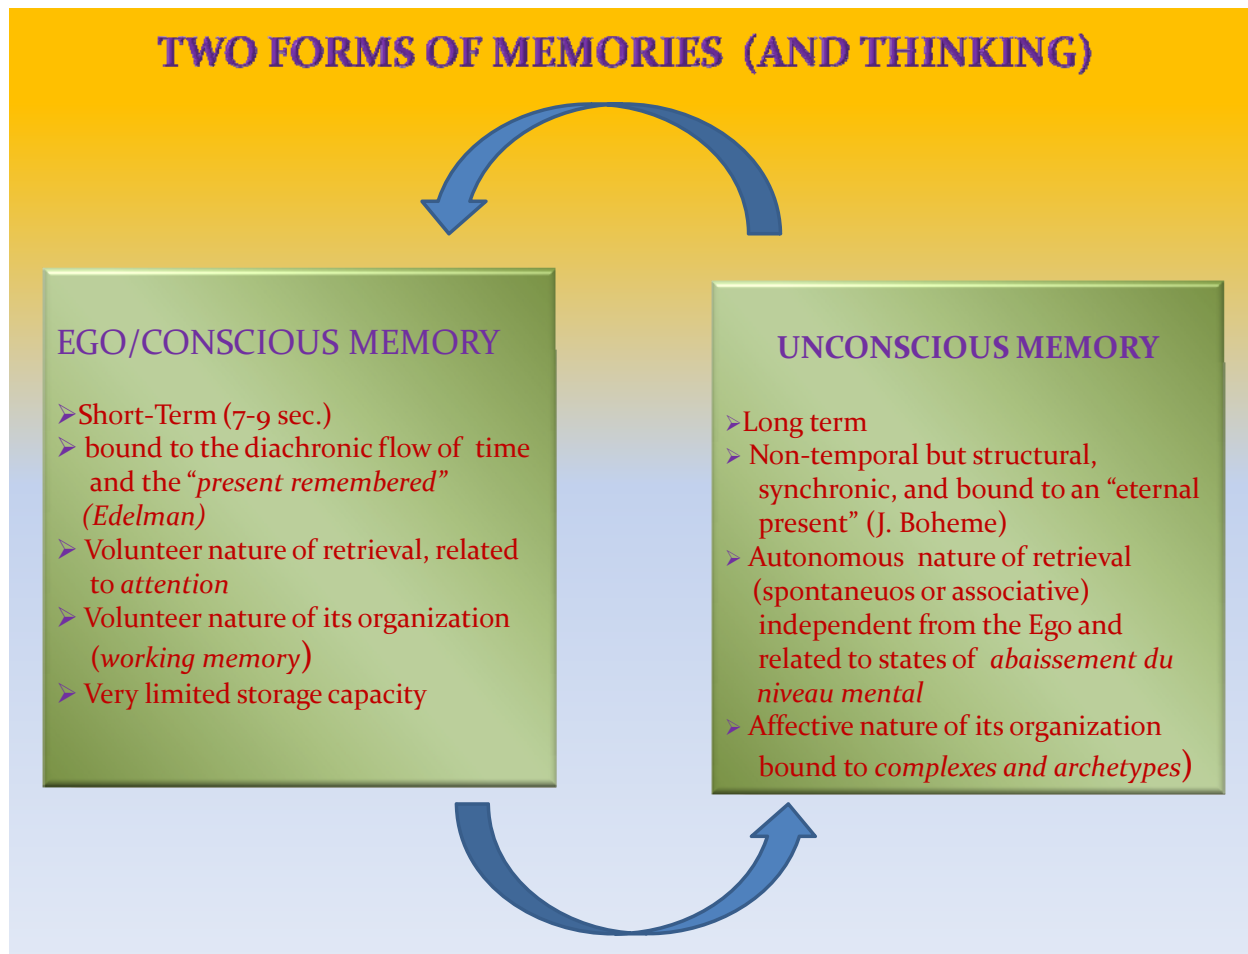 TWO FORMS OF MEMORIES (AND THINKING)
EGO/CONSCIOUS MEMORY
➢Short-Term (7-9 sec.)
➢ bound to the diachronic flow of time
and the “present remembered”
(Edelman)
➢ Volunteer nature of retrieval, related
to attention
➢ Volunteer nature of its organization
(working memory)
➢ Very limited storage capacity
UNCONSCIOUS MEMORY
➢Long term
➢ Non-temporal but structural,
synchronic, and bound to an “eternal
present” (J. Boheme)
➢ Autonomous nature of retrieval
(spontaneuos or associative)
independent from the Ego and
related to states of abaissement du
niveau mental
➢ Affective nature of its organization
bound to complexes and archetypes)